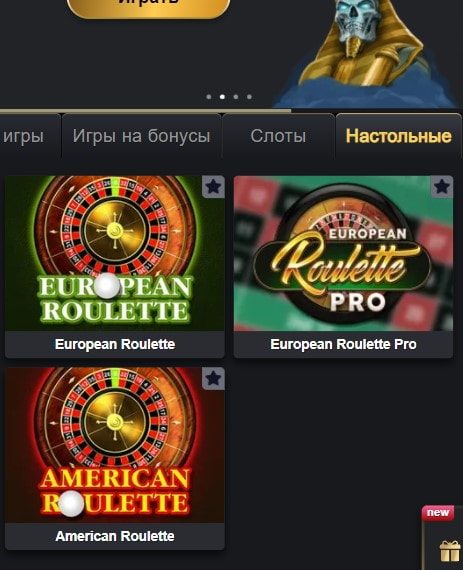 Играть
игры
Игры на бонусы
Слоты
Настольные
EUROPEAN
ROULETTE
European Roulette
EUROPEAN
Roulette
PRO
European Roulette Pro
AMERICAN
ROULETTE
American Roulette
new